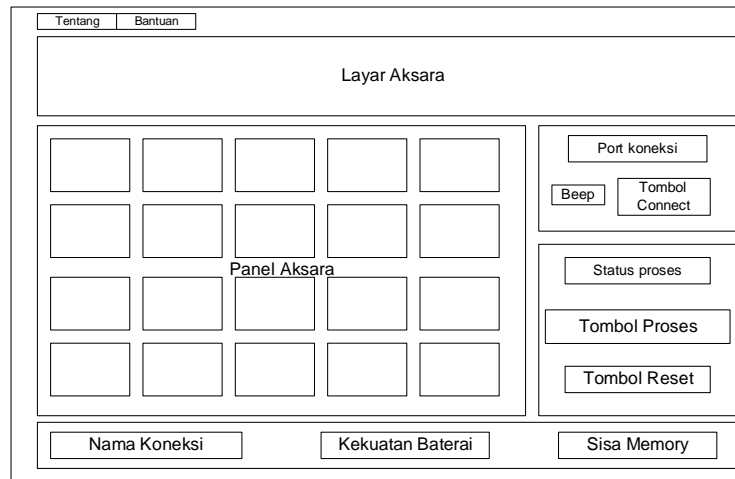 Tentang
Bantuan
Layar Aksara
Port koneksi
Beep
Tombol
Connect
Panel Aksara
Status proses
Tombol Proses
Tombol Reset
Nama Koneksi
Kekuatan Baterai
Sisa Memory